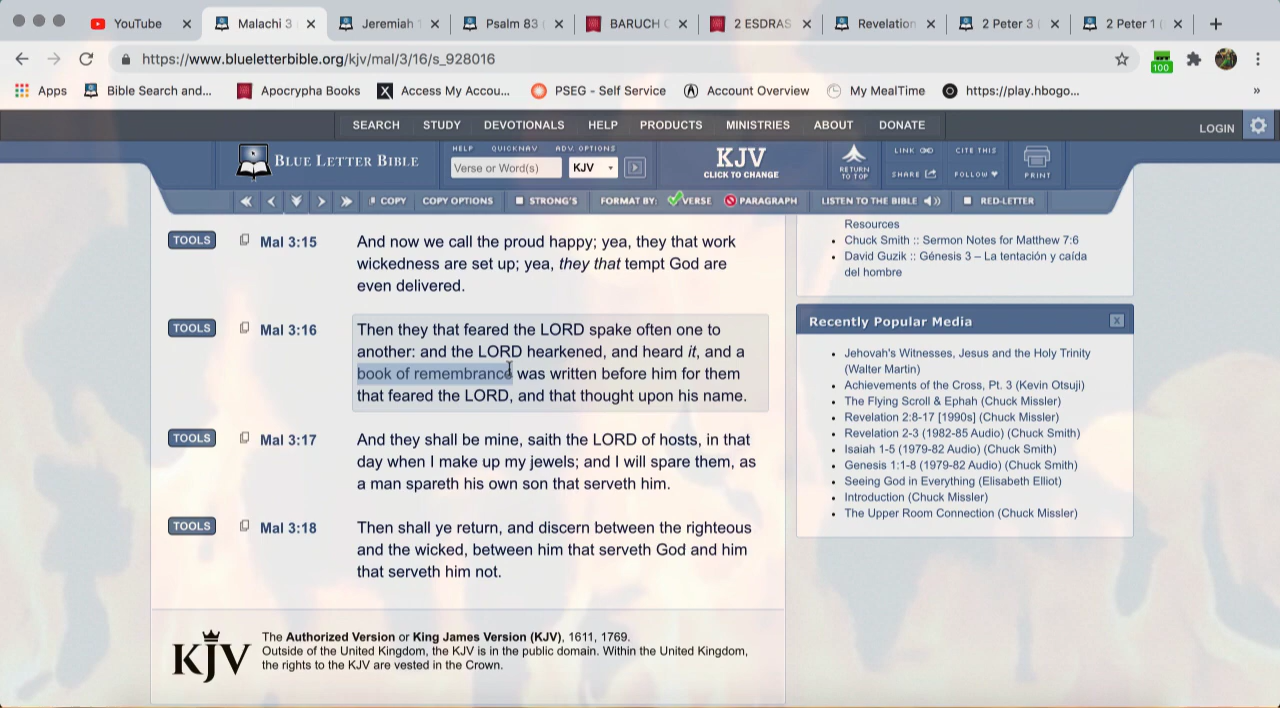 YouTube
Malachi 3
Jeremiah 1
Psalm 83
BARUCH
2 ESDRAS
Revelation
2 Peter 3
2 Peter 1
https://www.blueletterbible.org/kjv/mal/3/16/s_928016
100
Apps
Bible Search and...
Apocrypha Books
Access My Accou...
PSEG - Self Service
Account Overview
My MealTime
https://play.hbogo...
»
SEARCH STUDY DEVOTIONALS HELP PRODUCTS MINISTRIES ABOUT DONATE
LOGIN
BLUE LETTER BIBLE
HELP QUICKNAV ADV. OPTIONS
Verse or Word(s)
KJV
KJV
CLICK TO CHANGE
RETURN
TO TOP
LINK
CITE THIS
SHARE
FOLLOW
PRINT
COPY
COPY OPTIONS
STRONG'S
FORMAT BY:
VERSE
PARAGRAPH
LISTEN TO THE BIBLE
RED-LETTER
TOOLS
Mal 3:15
And now we call the proud happy; yea, they that work
wickedness are set up; yea, they that tempt God are
even delivered.
TOOLS
Mal 3:16
Then they that feared the LORD spake often one to
another: and the LORD hearkened, and heard it, and a
book of remembrance was written before him for them
that feared the LORD, and that thought upon his name.
TOOLS
Mal 3:17
And they shall be mine, saith the LORD of hosts, in that
day when I make up my jewels; and I will spare them, as
a man spareth his own son that serveth him.
TOOLS
Mal 3:18
Then shall ye return, and discern between the righteous
and the wicked, between him that serveth God and him
that serveth him not.
KJV
The Authorized Version or King James Version (KJV), 1611, 1769.
Outside of the United Kingdom, the KJV is in the public domain. Within the United Kingdom,
the rights to the KJV are vested in the Crown.
Resources
Chuck Smith :: Sermon Notes for Matthew 7:6
David Guzik :: Génesis 3 – La tentación y caída
del hombre
Recently Popular Media
Jehovah's Witnesses, Jesus and the Holy Trinity
(Walter Martin)
Achievements of the Cross, Pt. 3 (Kevin Otsuji)
The Flying Scroll & Ephah (Chuck Missler)
Revelation 2:8-17 [1990s] (Chuck Missler)
Revelation 2-3 (1982-85 Audio) (Chuck Smith)
Isaiah 1-5 (1979-82 Audio) (Chuck Smith)
Genesis 1:1-8 (1979-82 Audio) (Chuck Smith)
Seeing God in Everything (Elisabeth Elliot)
Introduction (Chuck Missler)
The Upper Room Connection (Chuck Missler)